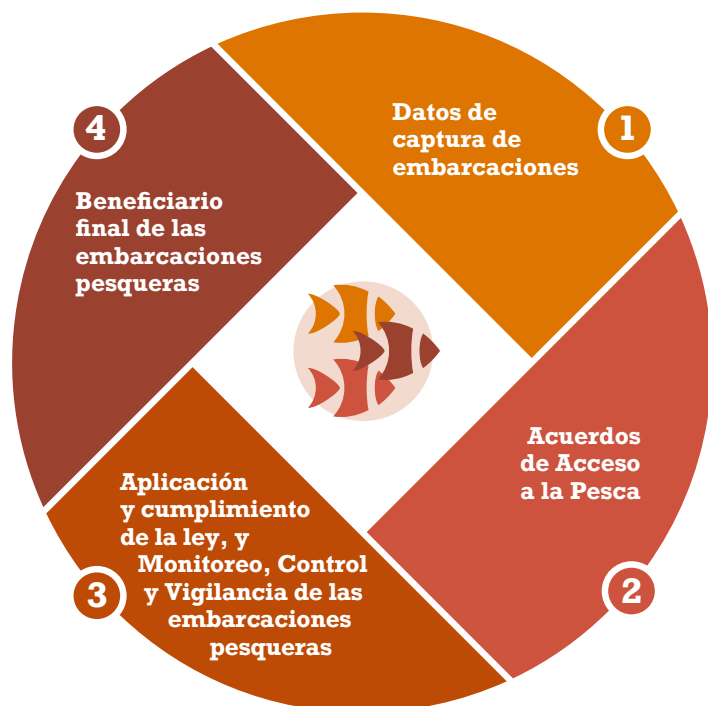 1
Datos de
captura de
embarcaciones
2
Acuerdos
de Acceso
a la Pesca
3
Aplicación
y cumplimiento
de la ley, y
Monitoreo, Control
y Vigilancia de las
embarcaciones
pesqueras
4
Beneficiario
final de las
embarcaciones
pesqueras